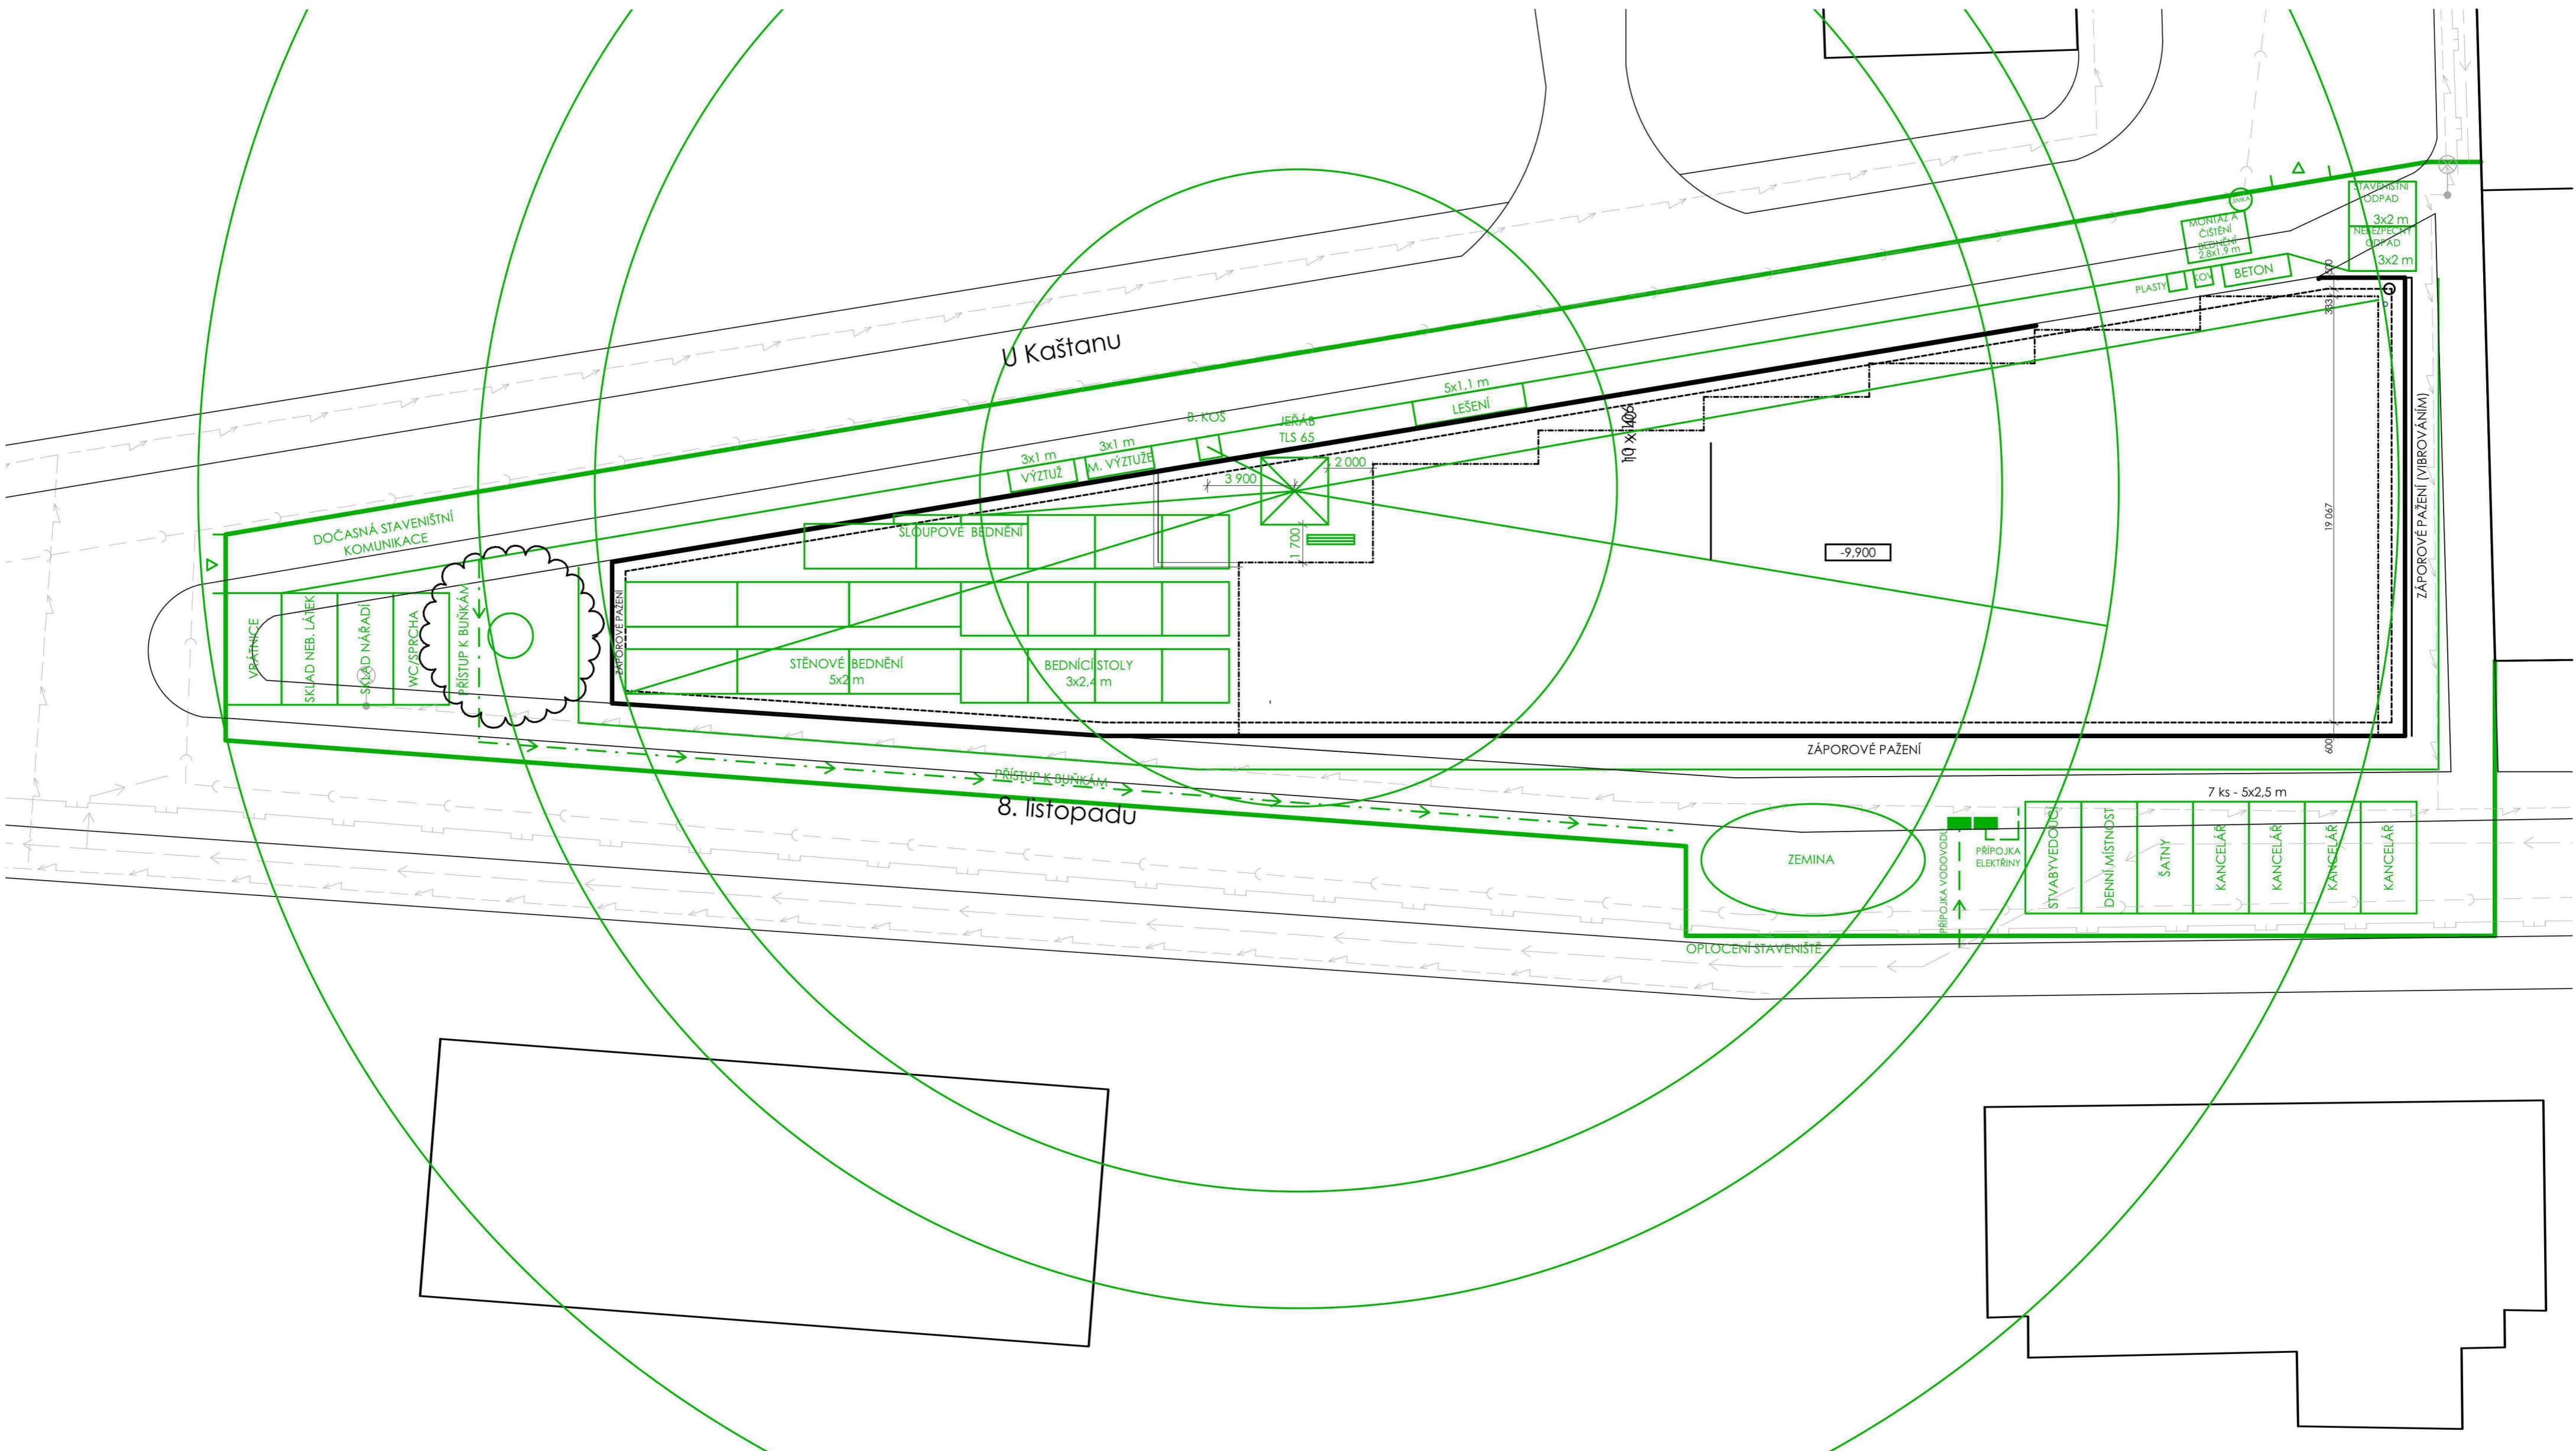 STAVENIŠTNÍ
ODPAD
3x2 m
NEBEZPEČNÝ
ODPAD
3x2 m
JÍMKA
MONTÁŽ A
ČIŠTĚNÍ
BEDNĚNÍ
2,8x1,9 m
PLASTY
KOV
BETON
U Kaštanu
5x1,1 m
LEŠENÍ
B. KOŠ
JEŘÁB
TLS 65
3x1 m
VÝZTUŽ
3x1 m
M. VÝZTUŽE
2 000
3 900
1 700
DOČASNÁ STAVENIŠTNÍ
KOMUNIKACE
SLOUPOVÉ BEDNĚNÍ
-9,900
19 067
600
ZÁPOROVÉ PAŽENÍ (VIBROVÁNÍM)
VRÁTNICE
SKLAD NEB. LÁTEK
SKLAD NÁŘADÍ
WC/SPRCHA
PŘÍSTUP K BUŇKÁM
ZÁPOROVÉ PAŽENÍ
STĚNOVÉ BEDNĚNÍ
5x2 m
BEDNÍCÍ STOLY
3x2,4 m
ZÁPOROVÉ PAŽENÍ
PŘÍSTUP K BUŇKÁM
8. listopadu
7 ks - 5x2,5 m
ZEMINA
PŘÍPOJKA VODOVODU
PŘÍPOJKA
ELEKTŘINY
STVABYVEDOUCÍ
DENNÍ MÍSTNOST
ŠATNY
KANCELÁŘ
KANCELÁŘ
KANCELÁŘ
KANCELÁŘ
OPLOCENÍ STAVENIŠTĚ